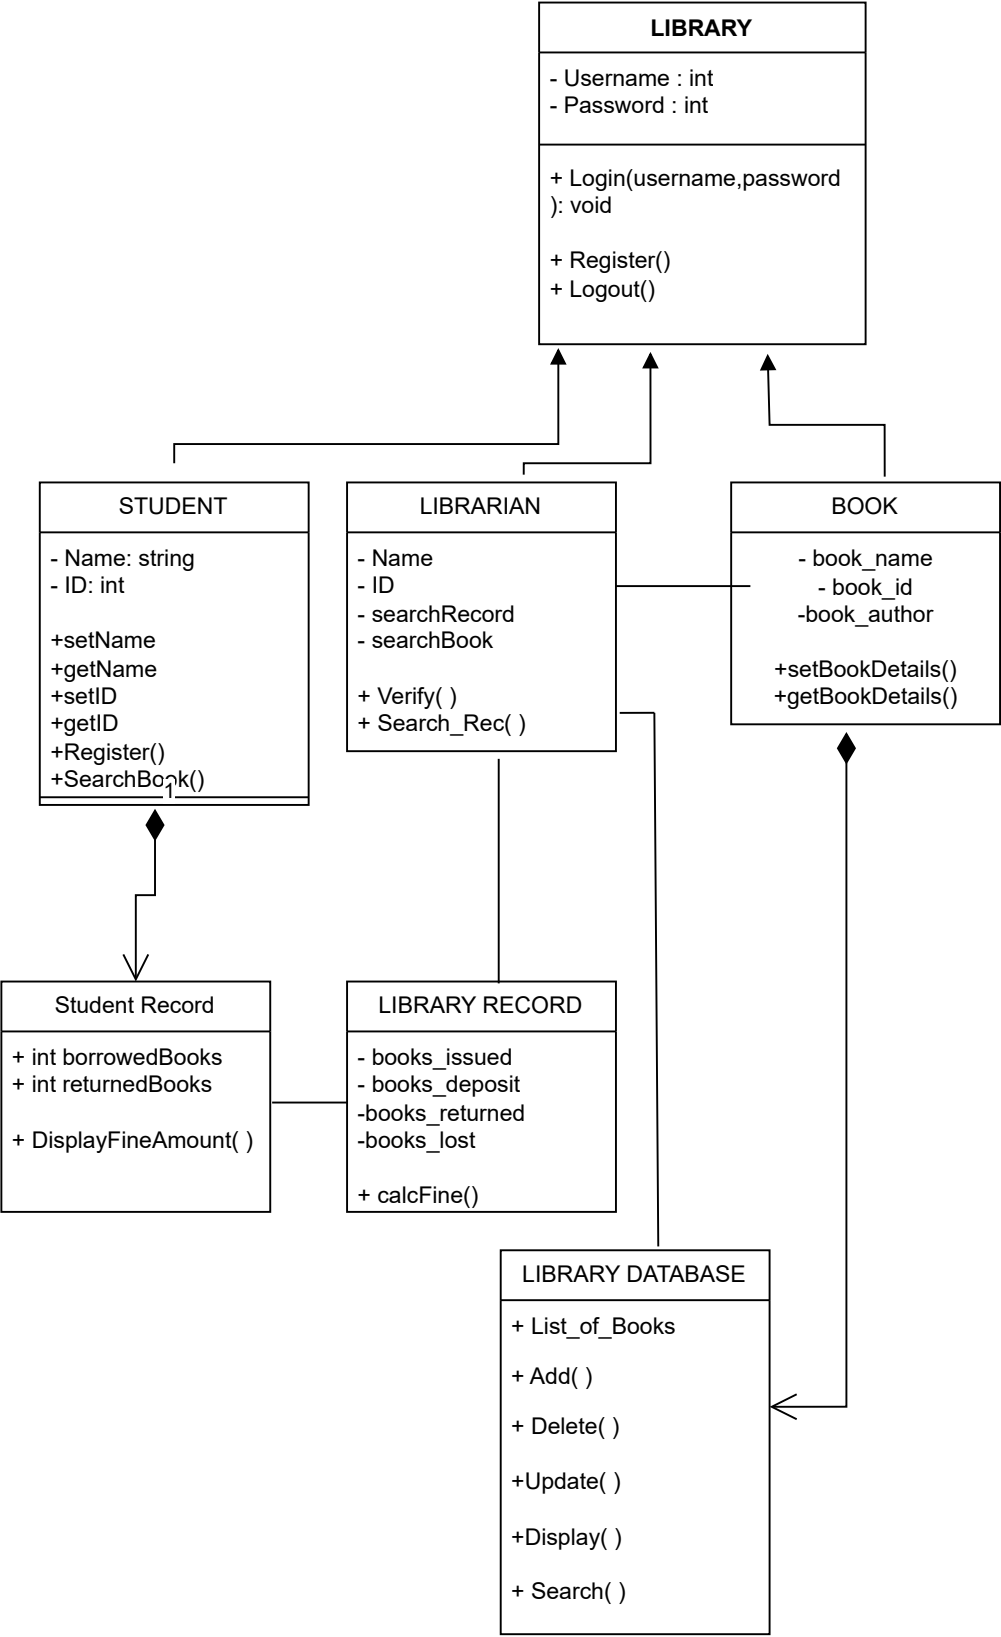 LIBRARY
- Username : int
- Password : int
+ Login(username,password
): void
+ Register()
+ Logout()
STUDENT
- Name: string
- ID: int
+setName
+getName
+setID
+getID
+Register()
+SearchBook()
1
LIBRARIAN
- Name
- ID
- searchRecord
- searchBook
+ Verify( )
+ Search_Rec( )
BOOK
- book_name
- book_id
-book_author
+setBookDetails()
+getBookDetails()
Student Record
+ int borrowedBooks
+ int returnedBooks
+ DisplayFineAmount( )
LIBRARY RECORD
- books_issued
- books_deposit
-books_returned
-books_lost
+ calcFine()
LIBRARY DATABASE
+ List_of_Books
+ Add( )
+ Delete( )
+Update( )
+Display( )
+ Search( )